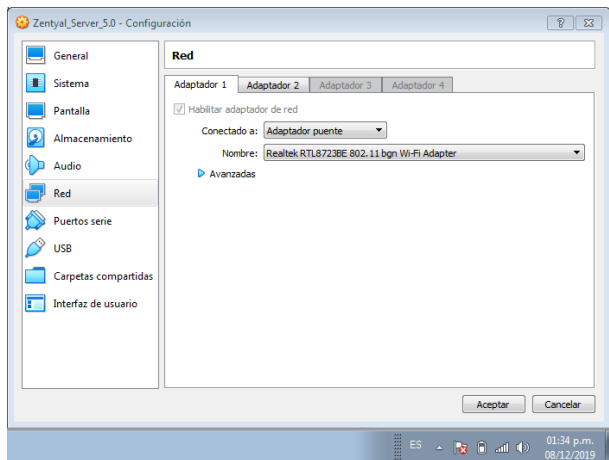 Zentyal_Server_5.0 - Configuración
General
Sistema
Pantalla
Almacenamiento
Audio
Red
Puertos serie
USB
Carpetas compartidas
Interfaz de usuario
Red
Adaptador 1 Adaptador 2 Adaptador 3 Adaptador 4
Habilitar adaptador de red
Conectado a: Adaptador puente
Nombre: Realtek RTL8723BE 802.11 bgn Wi-Fi Adapter
Avanzadas
Aceptar Cancelar
ES 01:34 p.m.
08/12/2019